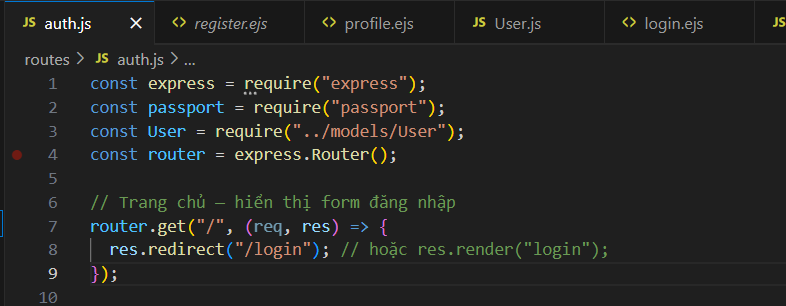 JS auth.js × JS register.ejs JS profile.ejs JS User.js JS login.ejs JS
routes > JS auth.js > ...
1 const express = require("express");
2 const passport = require("passport");
3 const User = require("../models/User");
4 const router = express.Router();
5
6 // Trang chủ – hiển thị form đăng nhập
7 router.get("/", (req, res) => {
8 res.redirect("/login"); // hoặc res.render("login");
9 });
10